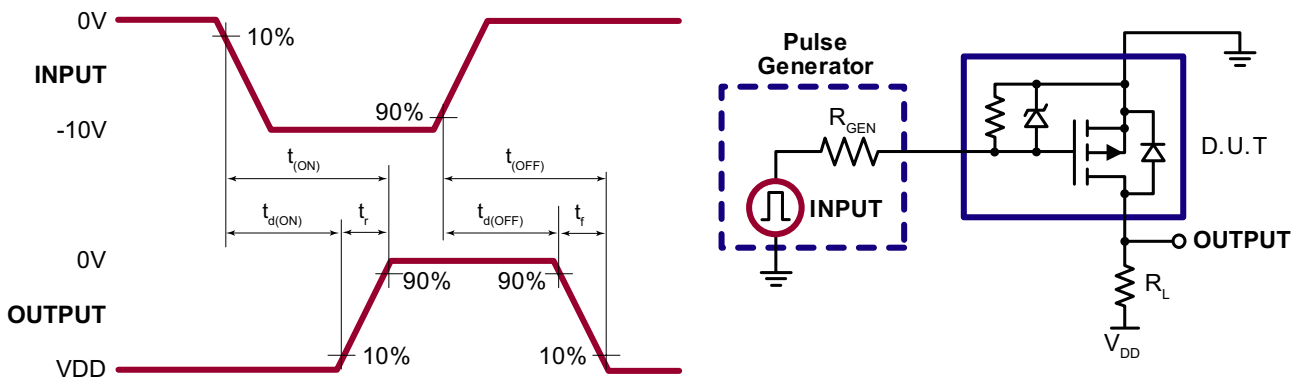 0V
10%
INPUT
-10V
90%
t(ON)
t(OFF)
td(ON)
tr
td(OFF)
tf
0V
90%
90%
OUTPUT
10%
10%
VDD
Pulse
Generator
RGEN
INPUT
D.U.T
OUTPUT
RL
VDD